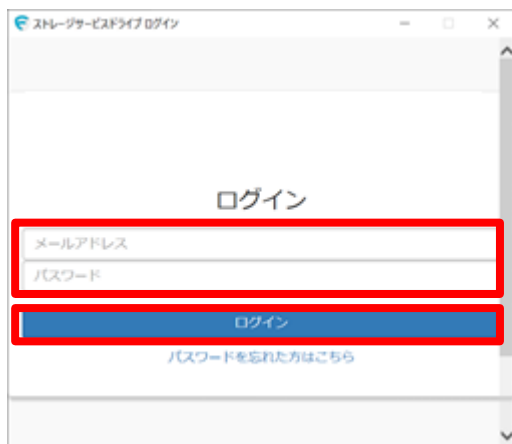 ストレージサービスドライブ ログイン
ログイン
メールアドレス
パスワード
ログイン
パスワードを忘れた方はこちら